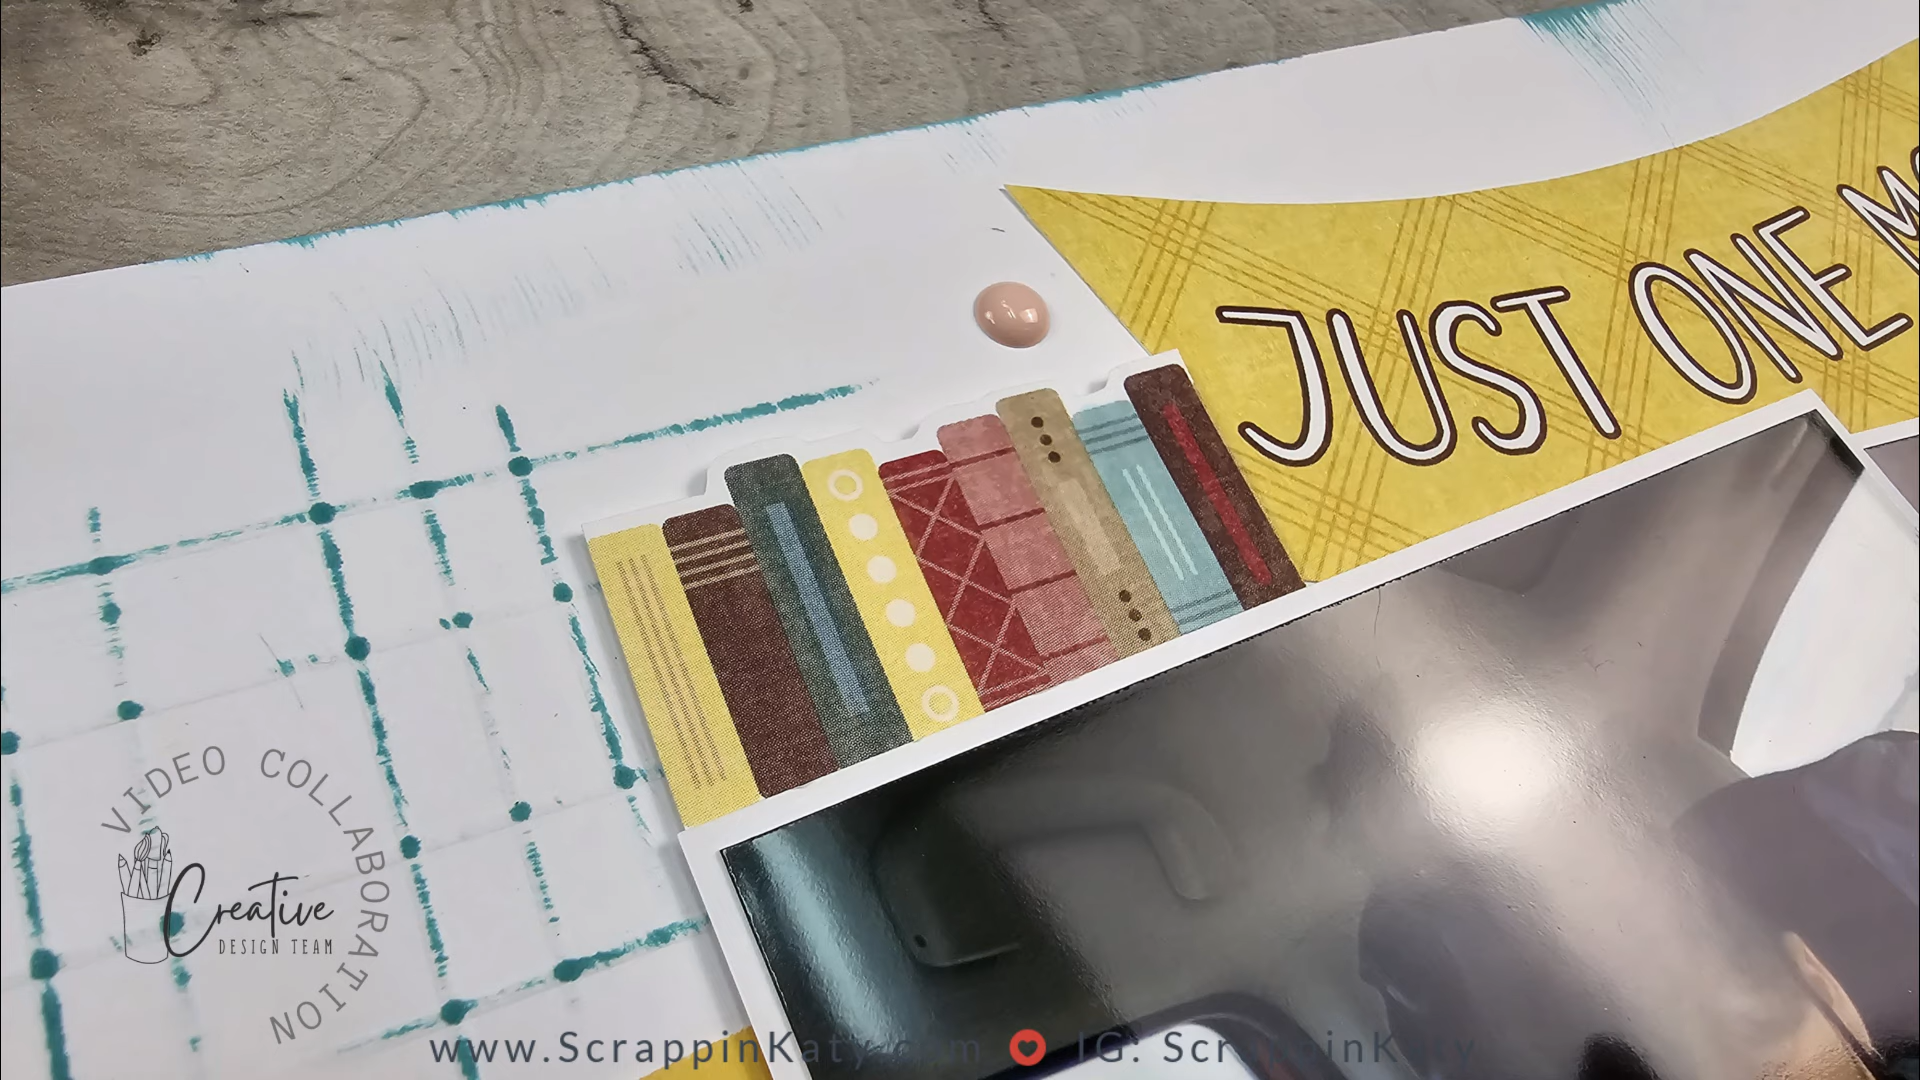 JUST ONE
VIDEO COLLABORATION
Creative
DESIGN TEAM
www.ScrappinKaty.com IG: ScrappinKaty